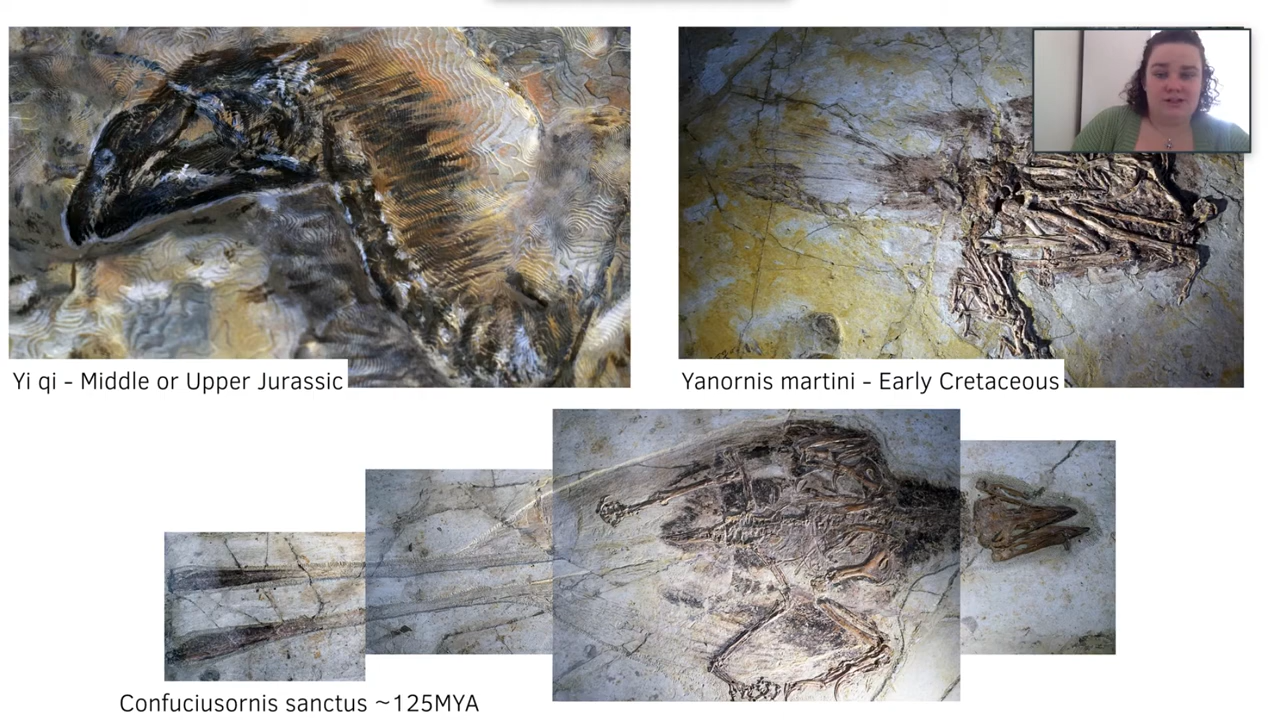 Yi qi - Middle or Upper Jurassic
Yanornis martini - Early Cretaceous
Confuciusornis sanctus ~125MYA